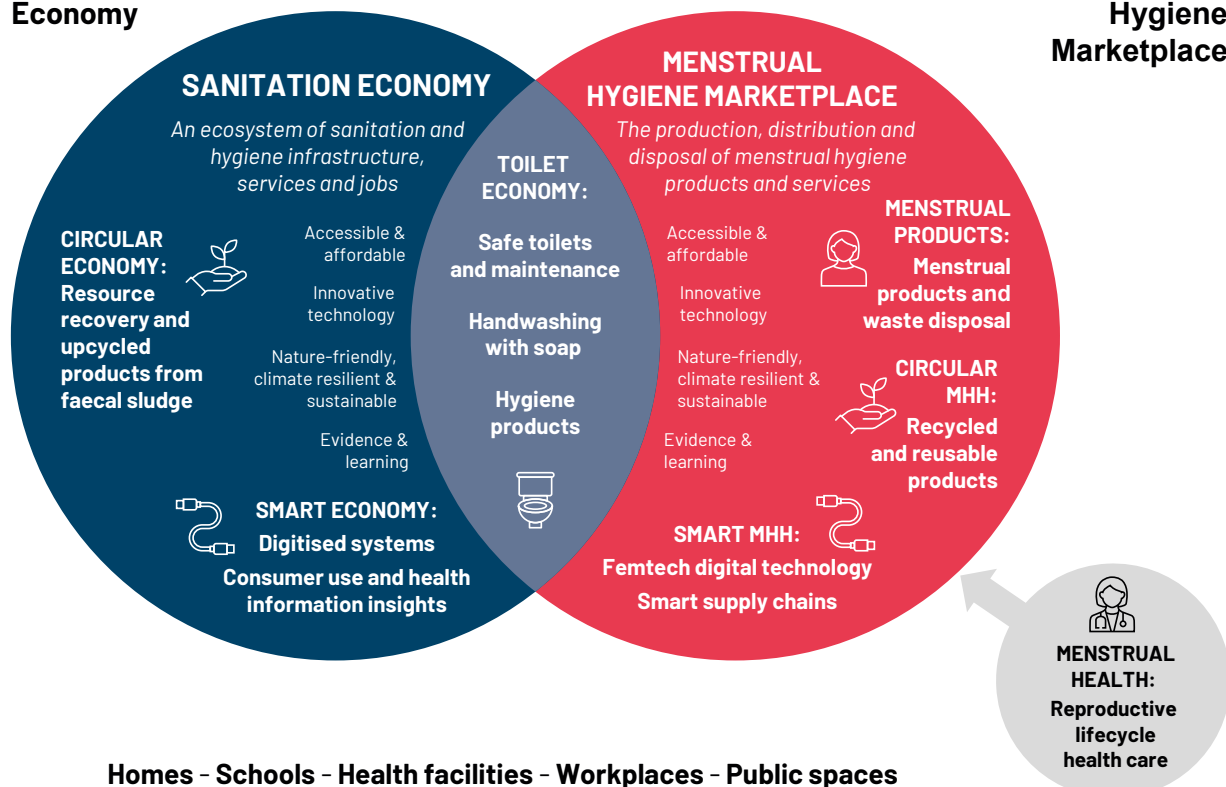 Economy
Hygiene
Marketplace
SANITATION ECONOMY
An ecosystem of sanitation and
hygiene infrastructure,
services and jobs
CIRCULAR
ECONOMY:
Resource
recovery and
upcycled
products from
faecal sludge
Accessible &
affordable
Innovative
technology
Nature-friendly,
climate resilient &
sustainable
Evidence &
learning
SMART ECONOMY:
Digitised systems
Consumer use and health
information insights
TOILET
ECONOMY:
Safe toilets
and maintenance
Handwashing
with soap
Hygiene
products
MENSTRUAL
HYGIENE MARKETPLACE
The production, distribution and
disposal of menstrual hygiene
products and services
Accessible &
affordable
Innovative
technology
Nature-friendly,
climate resilient &
sustainable
Evidence &
learning
MENSTRUAL
PRODUCTS:
Menstrual
products and
waste disposal
CIRCULAR
MHH:
Recycled
and reusable
products
SMART MHH:
Femtech digital technology
Smart supply chains
MENSTRUAL
HEALTH:
Reproductive
lifecycle
health care
Homes - Schools - Health facilities - Workplaces - Public spaces